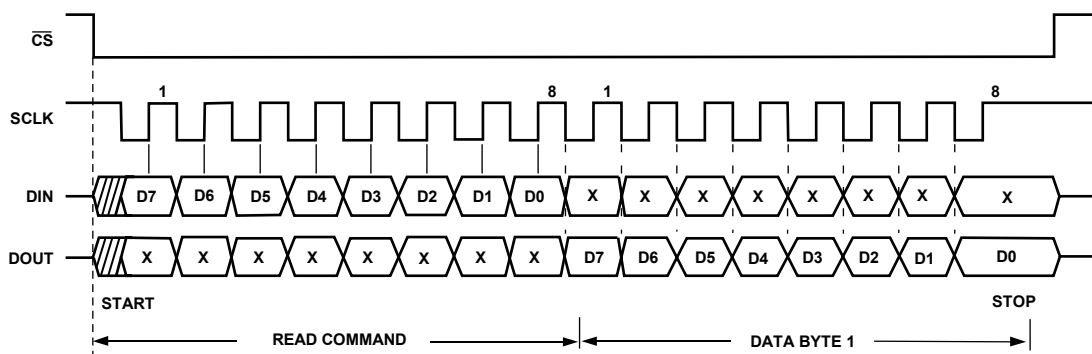 CS
1 8 1 8
SCLK
DIN D7 D6 D5 D4 D3 D2 D1 D0 X X X X X X X X
DOUT X X X X X X X X D7 D6 D5 D4 D3 D2 D1 D0
START STOP
READ COMMAND DATA BYTE 1